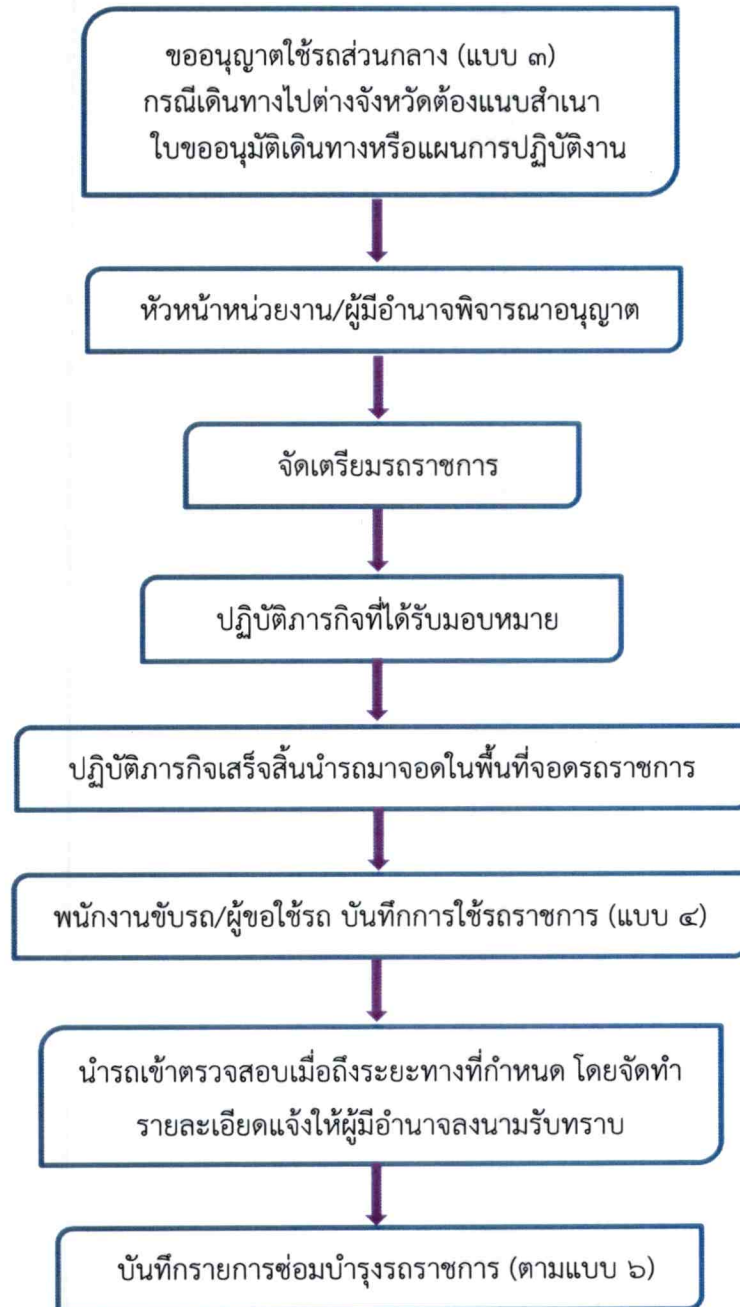 ขออนุญาตใช้รถส่วนกลาง (แบบ ๓)
กรณีเดินทางไปต่างจังหวัดต้องแนบสำเนา
ใบขออนุมัติเดินทางหรือแผนการปฏิบัติงาน
หัวหน้าหน่วยงาน/ผู้มีอำนาจพิจารณาอนุญาต
จัดเตรียมรถราชการ
ปฏิบัติภารกิจที่ได้รับมอบหมาย
ปฏิบัติภารกิจเสร็จสิ้นนำรถมาจอดในพื้นที่จอดรถราชการ
พนักงานขับรถ/ผู้ขอใช้รถ บันทึกการใช้รถราชการ (แบบ ๔)
นำรถเข้าตรวจสอบเมื่อถึงระยะทางที่กำหนด โดยจัดทำ
รายละเอียดแจ้งให้ผู้มีอำนาจลงนามรับทราบ
บันทึกรายการซ่อมบำรุงรถราชการ (ตามแบบ ๖)